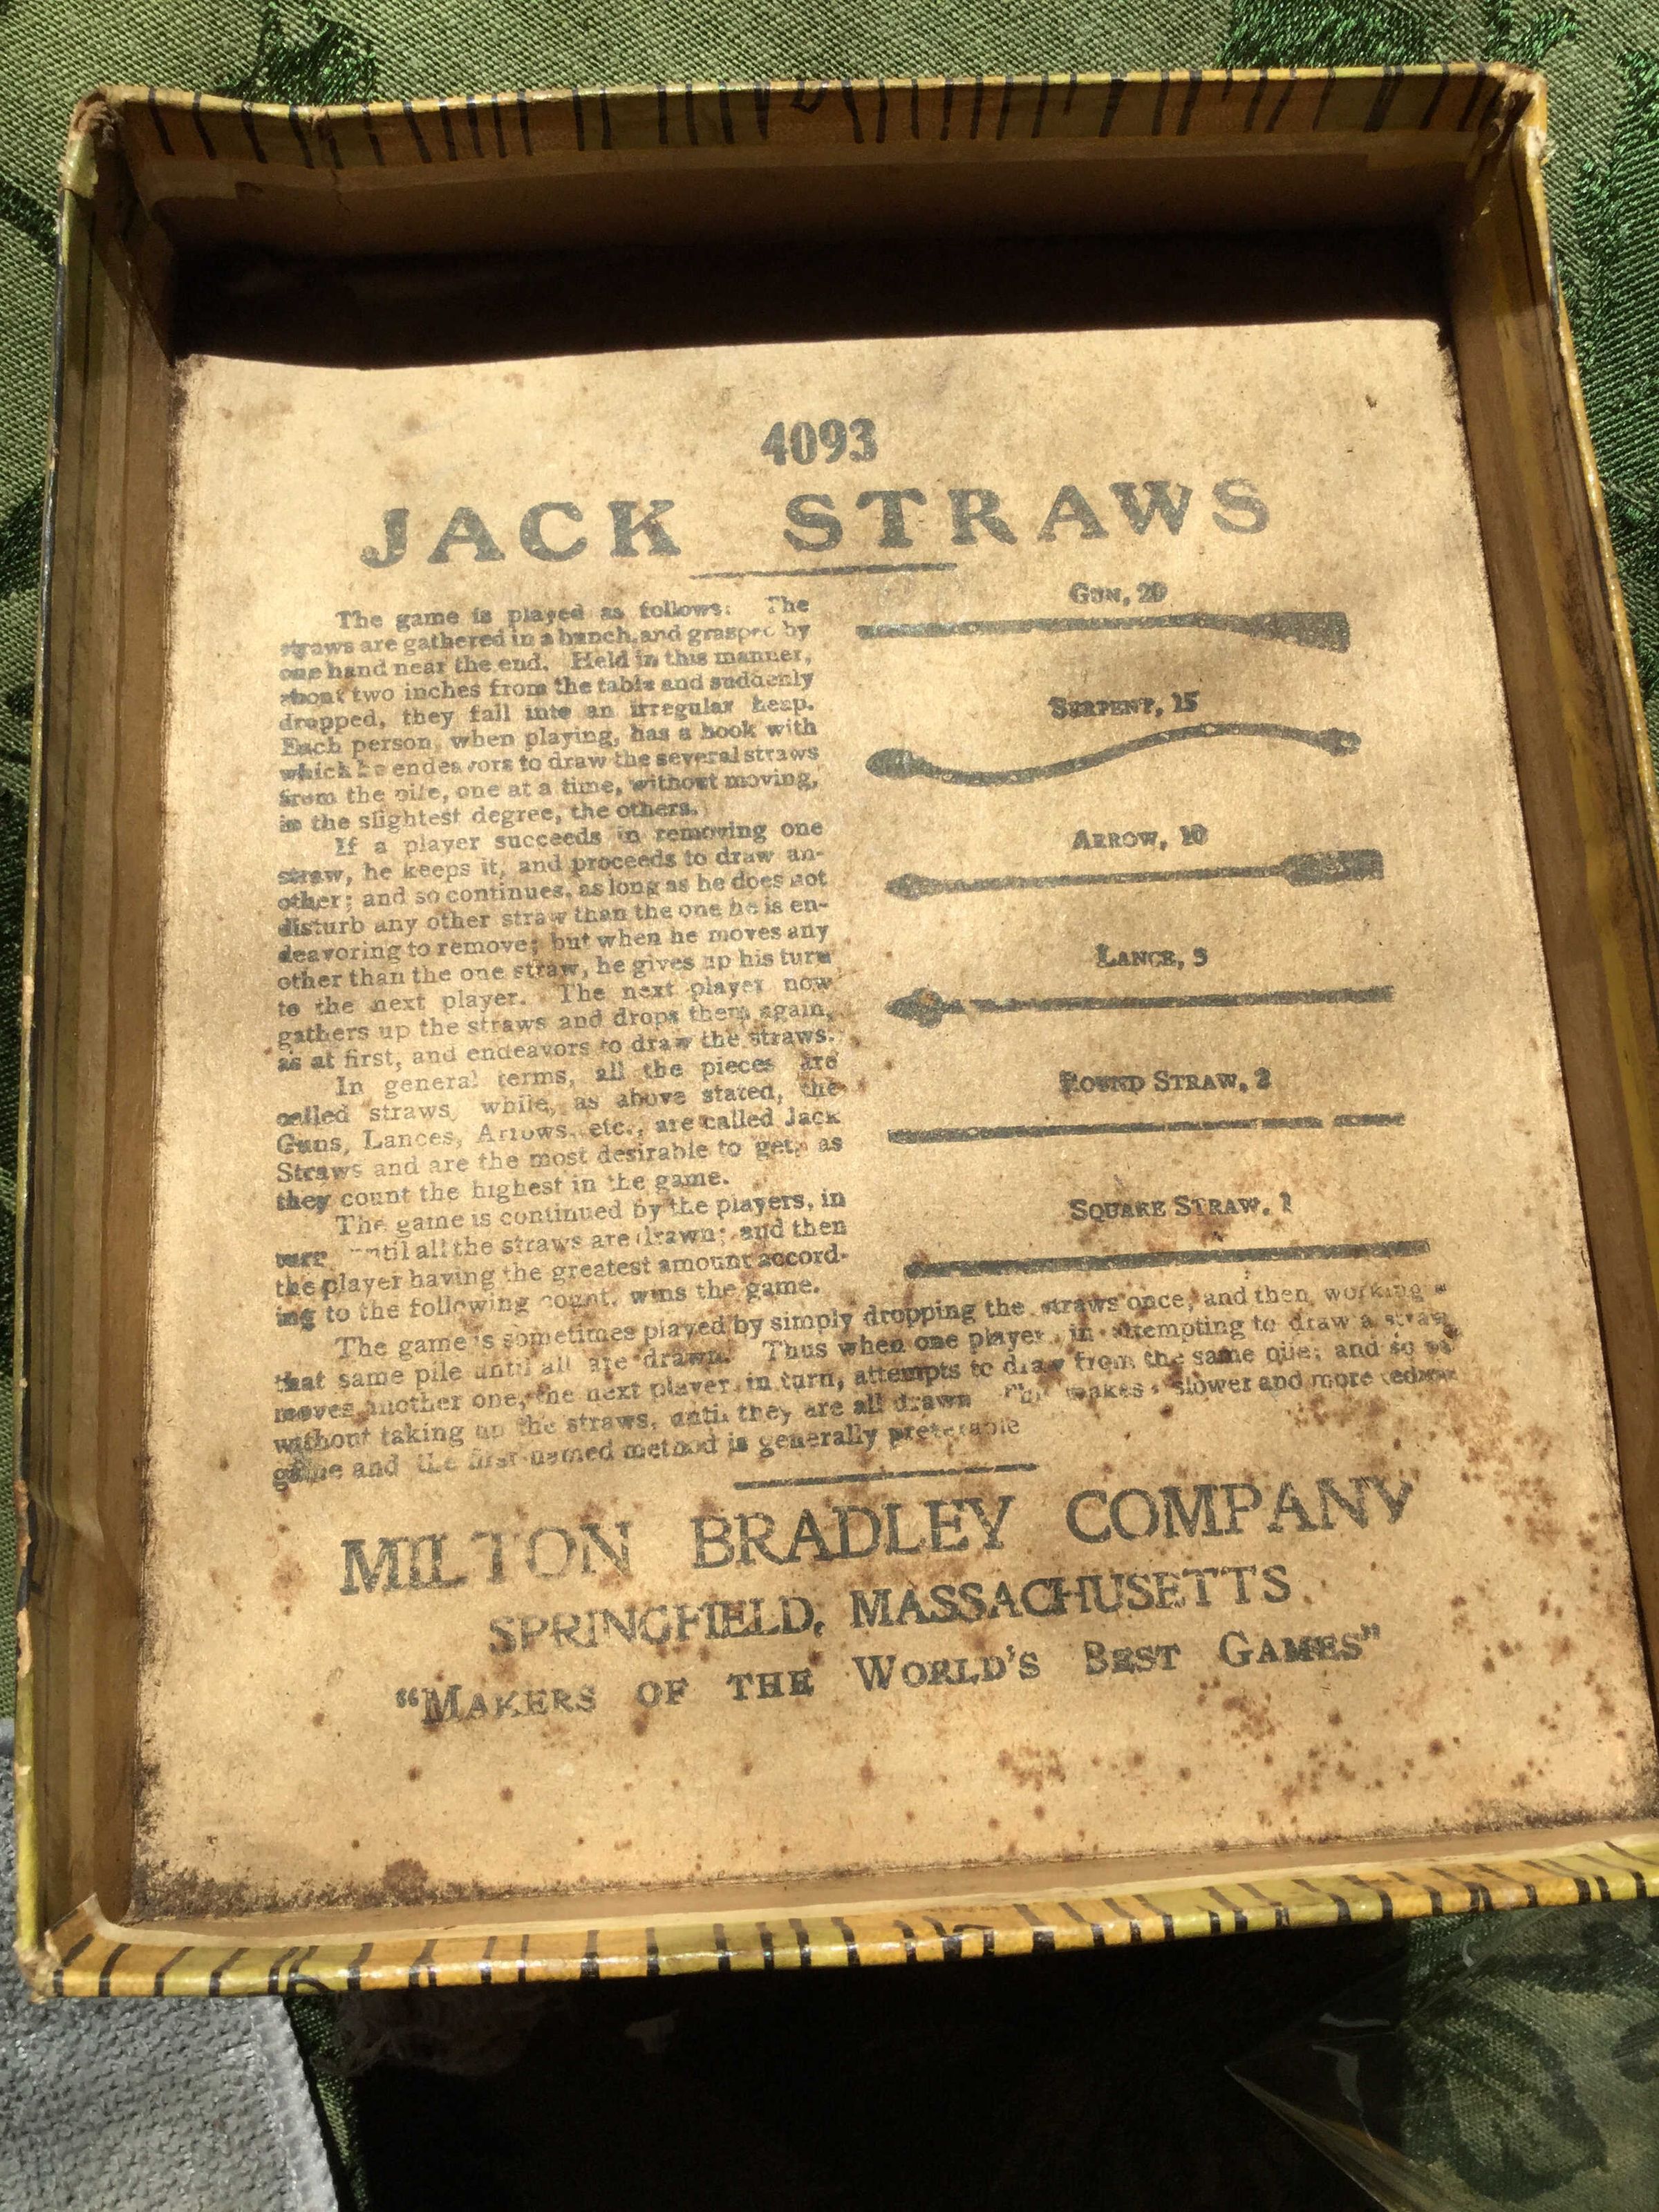 4093
JACK STRAWS
The game is played as follows: The
straws are gathered in a bunch, and grasped by
one hand near the end. Held in this manner,
about two inches from the table and suddenly
dropped, they fall into an irregular heap.
Each person, when playing, has a hook with
which he endeavors to draw the several straws
from the pile, one at a time, without moving,
in the slightest degree, the others.
If a player succeeds in removing one
straw, he keeps it, and proceeds to draw an-
other; and so continues, as long as he does not
disturb any other straw than the one he is en-
deavoring to remove; but when he moves any
other than the one straw, he gives up his turn
to the next player. The next player now
gathers up the straws and drops them again,
as at first, and endeavors to draw the straws.
In general terms, all the pieces are
called straws, while, as above stated, the
Guns, Lances, Arrows, etc., are called Jack
Straws and are the most desirable to get, as
they count the highest in the game.
The game is continued by the players, in
turn until all the straws are drawn; and then
the player having the greatest amount accord-
ing to the following count, wins the game.
GUN, 20
SERPENT, 15
ARROW, 10
LANCE, 5
ROUND STRAW, 2
SQUARE STRAW, 1
The game is sometimes played by simply dropping the straws once, and then working
that same pile until all are drawn. Thus when one player, in attempting to draw a straw,
moves another one, the next player, in turn, attempts to draw from the same pile; and so
without taking up the straws, until they are all drawn This makes slower and more
game and the first-named method is generally preferable
MILTON BRADLEY COMPANY
SPRINGFIELD, MASSACHUSETTS
"MAKERS OF THE WORLD'S BEST GAMES"